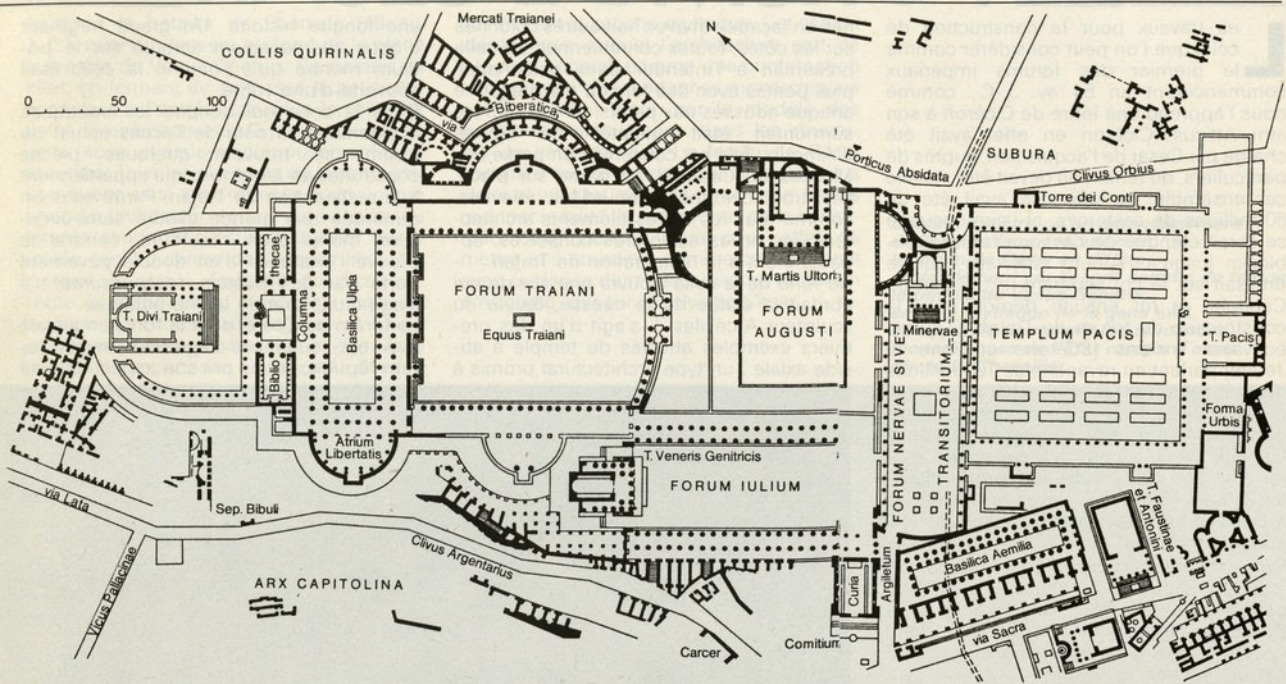 Mercati Traianei
N
COLLIS QUIRINALIS
0 50 100
via Biberatica
Porticus Absidata
SUBURA
Clivus Orbius
Torre dei Conti
T. Divi Traiani
Biblio
thecae
Columna
Basilica Ulpia
FORUM TRAIANI
Equus Traiani
T. Martis Ultoris
FORUM
AUGUSTI
T. Minervae
FORUM NERVAE SIVE
TRANSITORIUM
TEMPLUM PACIS
T. Pacis
Forma
Urbis
Atrium
Libertatis
T. Veneris Genitricis
FORUM IULIUM
via Lata
Sep. Bibuli
Vicus Pallacinae
ARX CAPITOLINA
Clivus Argentarius
Carcer
Comitium
Curia
Argiletum
Basilica Aemilia
via Sacra
T. Faustinae
et Antonini